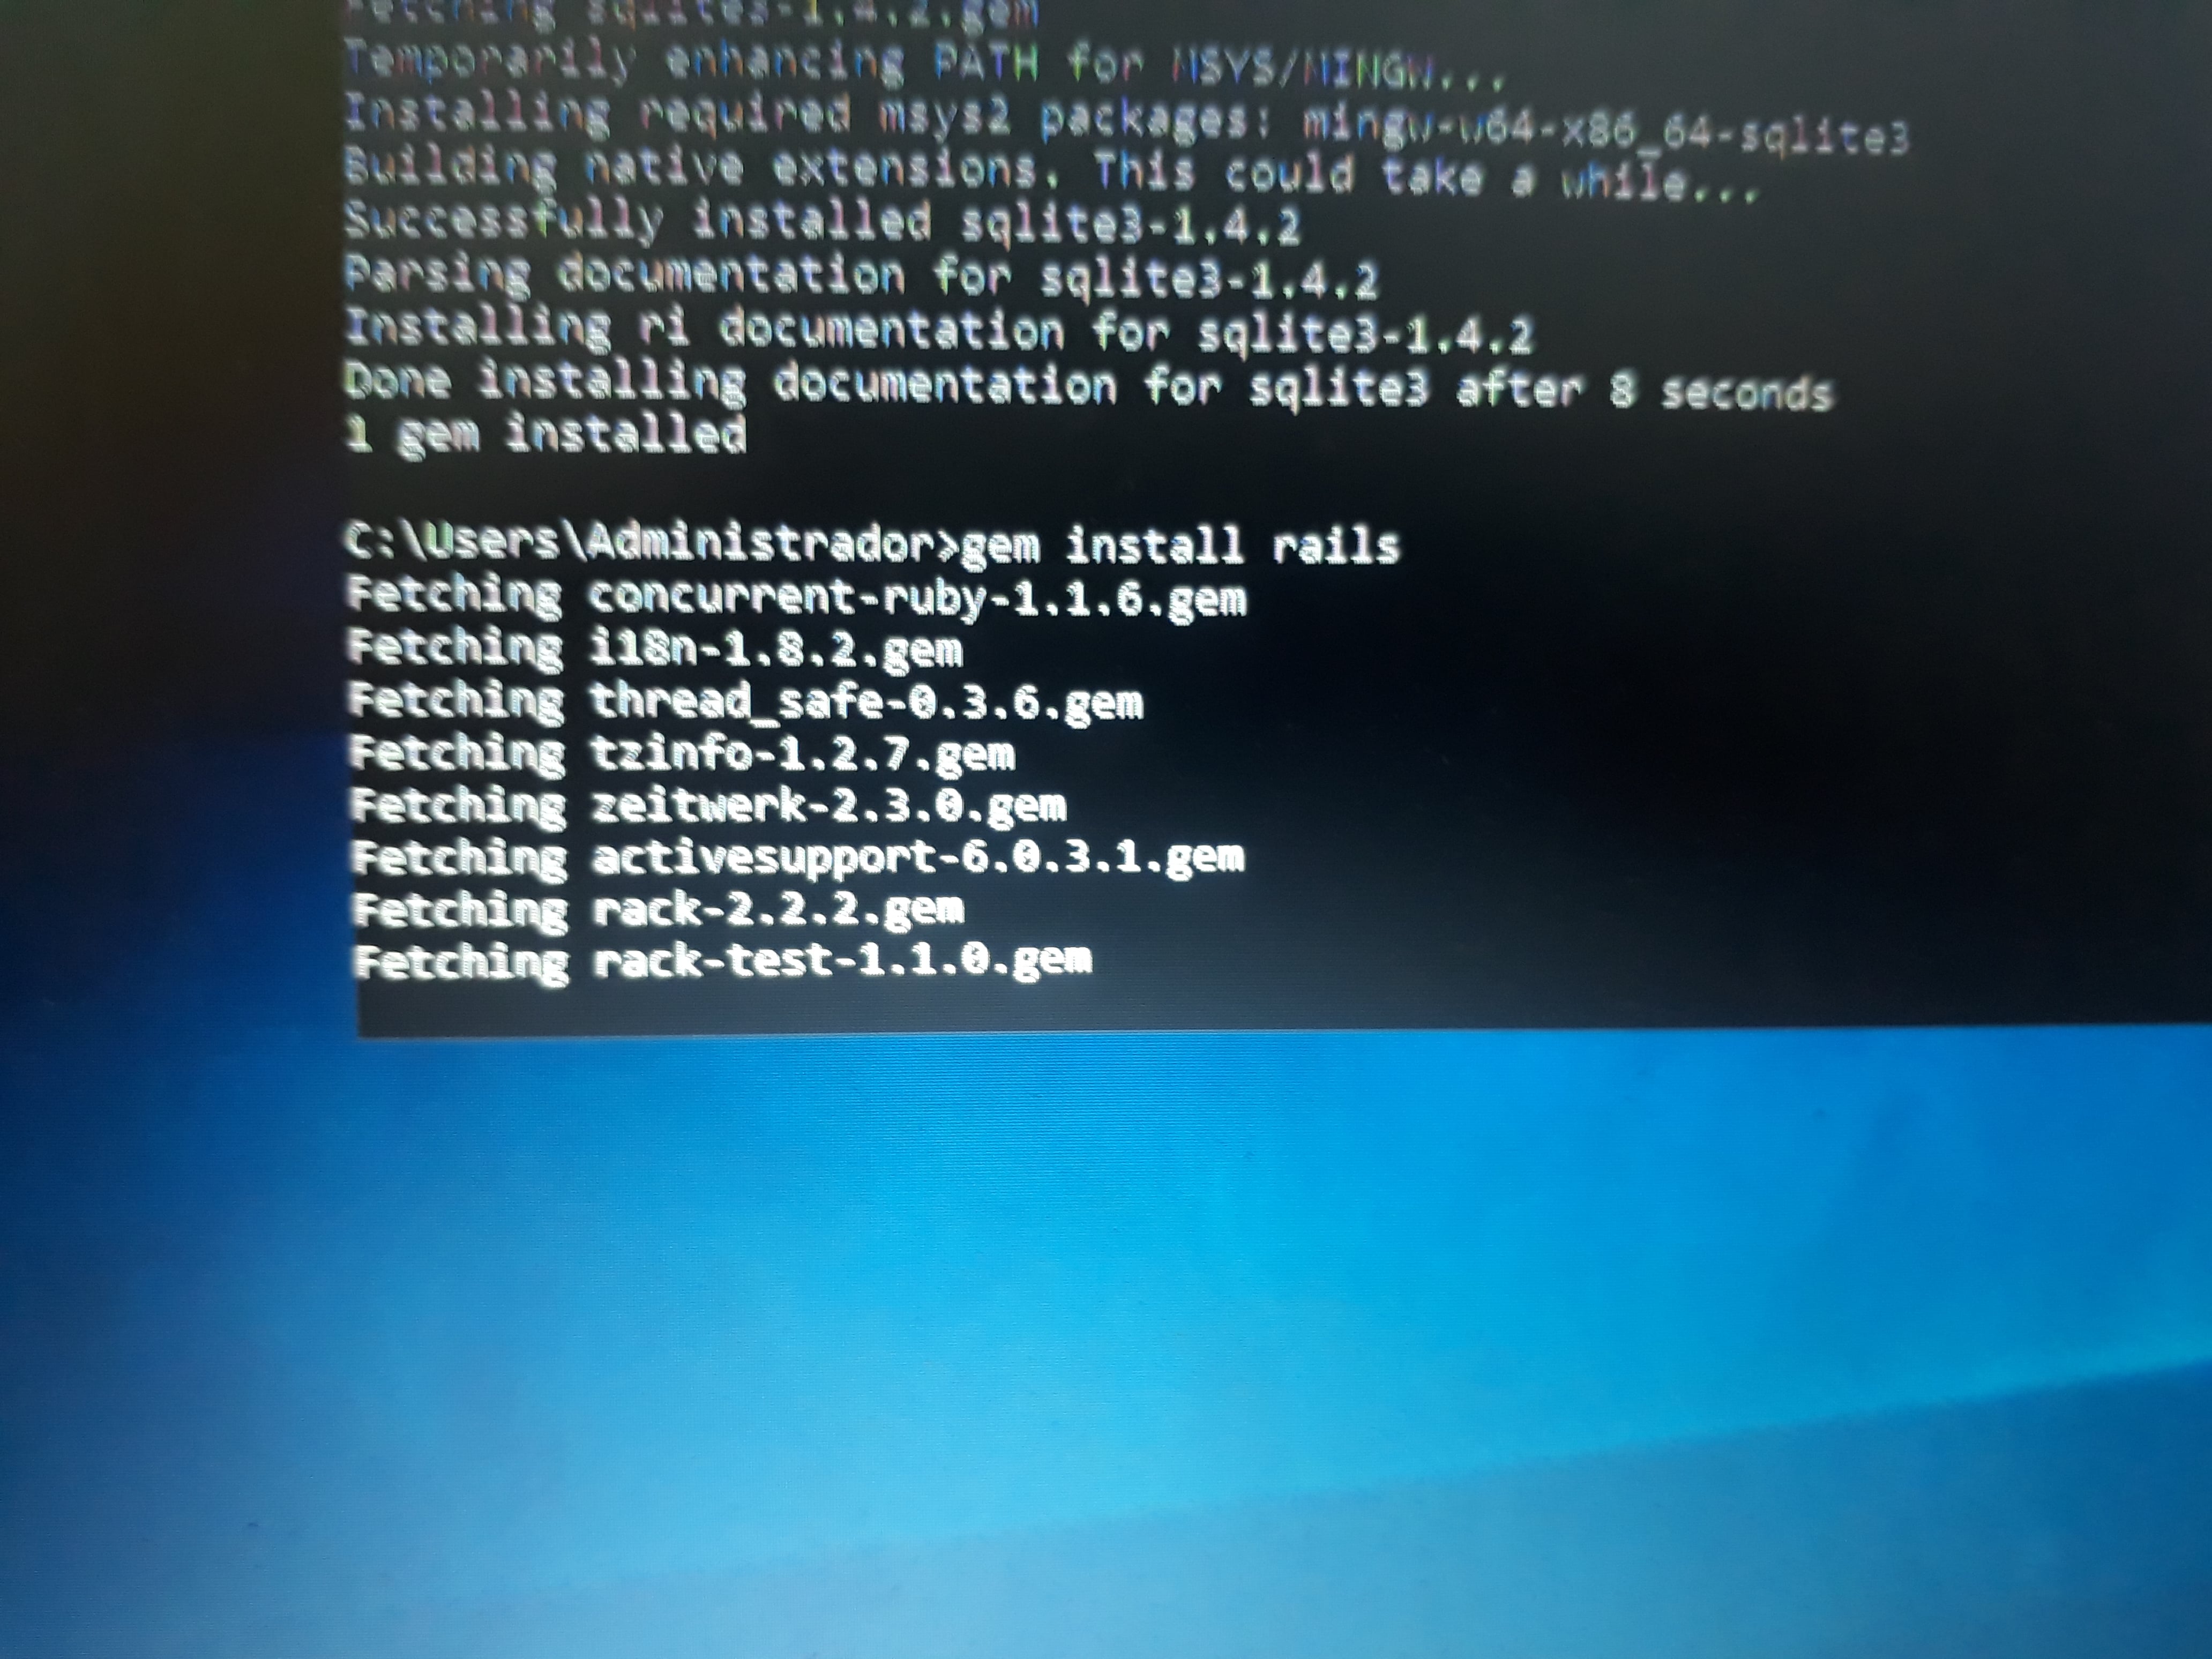 Fetching sqlite3-1.4.2.gem
Temporarily enhancing PATH for MSYS/MINGW...
Installing required msys2 packages: mingw-w64-x86_64-sqlite3
Building native extensions. This could take a while...
Successfully installed sqlite3-1.4.2
Parsing documentation for sqlite3-1.4.2
Installing ri documentation for sqlite3-1.4.2
Done installing documentation for sqlite3 after 8 seconds
1 gem installed
C:\Users\Administrador>gem install rails
Fetching concurrent-ruby-1.1.6.gem
Fetching i18n-1.8.2.gem
Fetching thread_safe-0.3.6.gem
Fetching tzinfo-1.2.7.gem
Fetching zeitwerk-2.3.0.gem
Fetching activesupport-6.0.3.1.gem
Fetching rack-2.2.2.gem
Fetching rack-test-1.1.0.gem